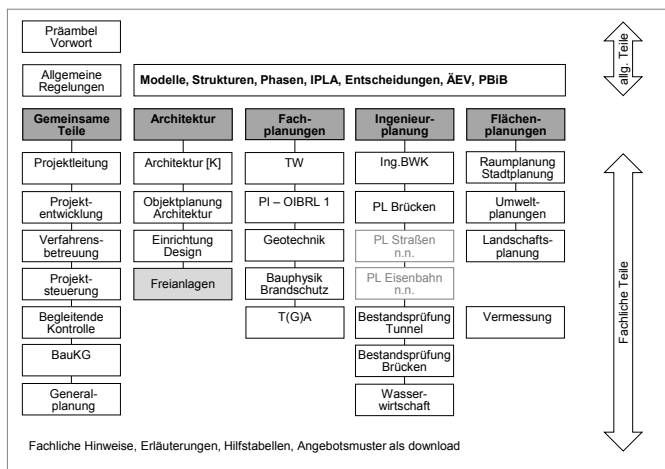 Präambel
Vorwort
allg. Teile
Allgemeine
Regelungen
Modelle, Strukturen, Phasen, IPLA, Entscheidungen, ÄEV, PBiB
Gemeinsame
Teile
Architektur
Fach-
planungen
Ingenieur-
planung
Flächen-
planungen
Projektleitung
Architektur [K]
TW
Ing.BWK
Raumplanung
Stadtplanung
Projekt-
entwicklung
Objektplanung
Architektur
PI – OIBRL 1
PL Brücken
Umwelt-
planungen
Verfahrens-
betreuung
Einrichtung
Design
Geotechnik
PL Straßen
n.n.
Landschafts-
planung
Projekt-
steuerung
Freianlagen
Bauphysik
Brandschutz
PL Eisenbahn
n.n.
Begleitende
Kontrolle
T(G)A
Bestandsprüfung
Tunnel
Vermessung
BauKG
Bestandsprüfung
Brücken
General-
planung
Wasser-
wirtschaft
Fachliche Teile
Fachliche Hinweise, Erläuterungen, Hilfstabellen, Angebotsmuster als download